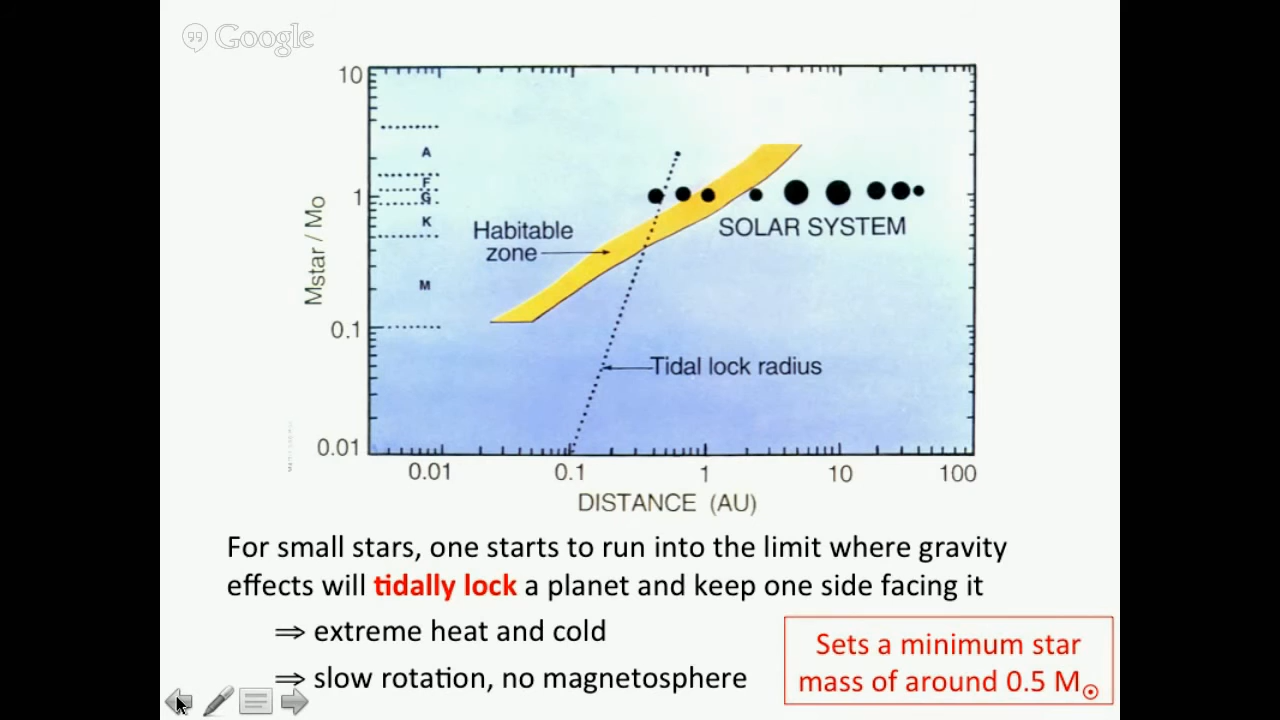 Google
10
A
F
G
1
K
Habitable
zone
SOLAR SYSTEM
Mstar / Mo
M
0.1
Tidal lock radius
0.01
0.01 0.1 1 10 100
DISTANCE (AU)
For small stars, one starts to run into the limit where gravity
effects will tidally lock a planet and keep one side facing it
⇒ extreme heat and cold
⇒ slow rotation, no magnetosphere
Sets a minimum star
mass of around 0.5 M☉